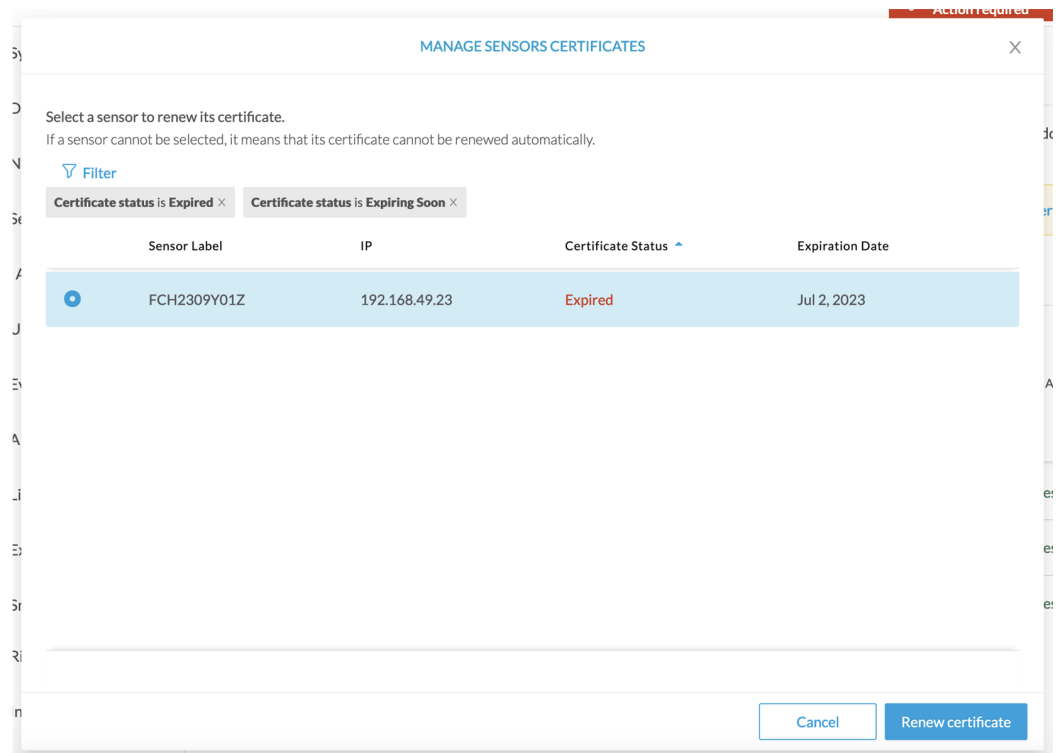 Action required
MANAGE SENSORS CERTIFICATES
Select a sensor to renew its certificate.
If a sensor cannot be selected, it means that its certificate cannot be renewed automatically.
Filter
Certificate status is Expired × Certificate status is Expiring Soon ×
Sensor Label IP Certificate Status Expiration Date
FCH2309Y01Z 192.168.49.23 Expired Jul 2, 2023
Cancel Renew certificate